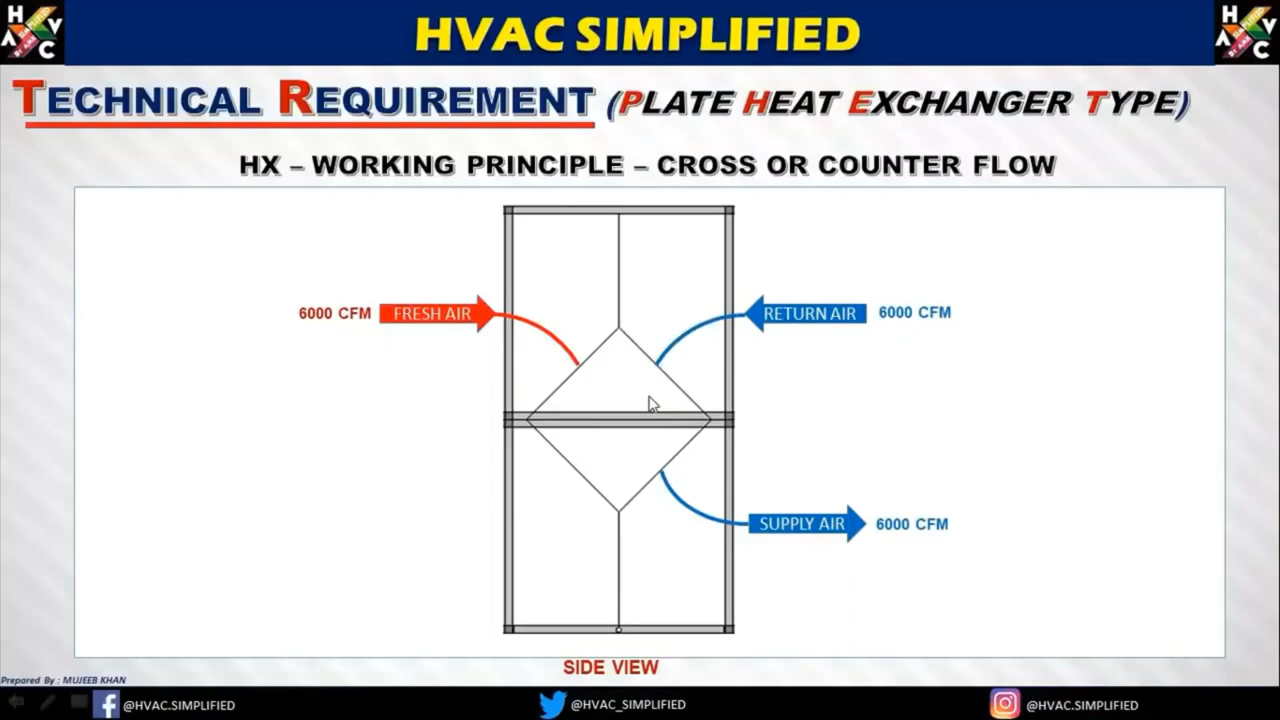 HVAC SIMPLIFIED
TECHNICAL REQUIREMENT (PLATE HEAT EXCHANGER TYPE)
HX – WORKING PRINCIPLE – CROSS OR COUNTER FLOW
6000 CFM FRESH AIR RETURN AIR 6000 CFM
SUPPLY AIR 6000 CFM
SIDE VIEW
Prepared By : MUJEEB KHAN
@HVAC.SIMPLIFIED @HVAC_SIMPLIFIED @HVAC.SIMPLIFIED